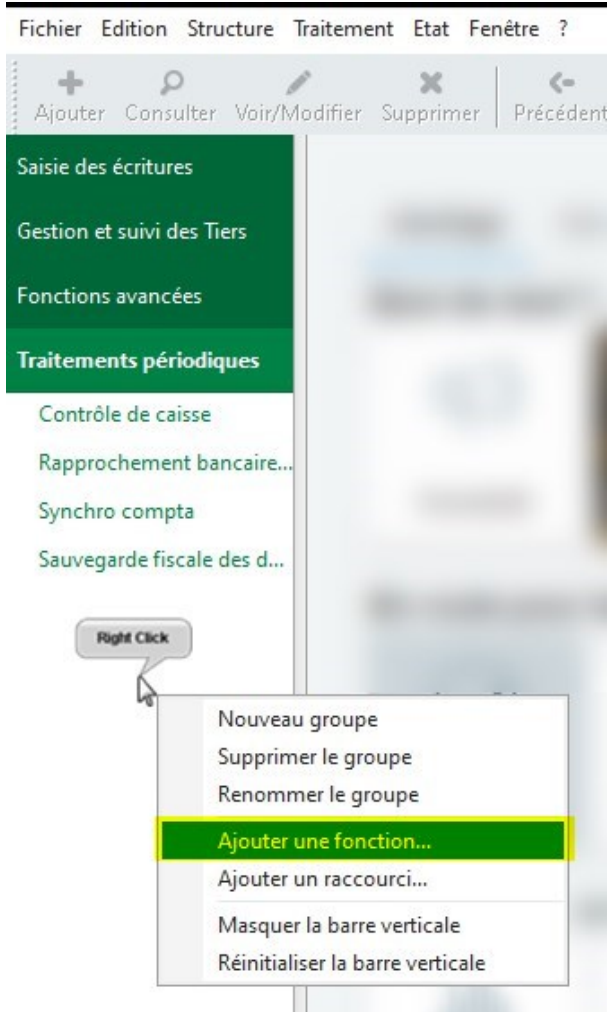 Fichier Edition Structure Traitement Etat Fenêtre ?
Ajouter Consulter Voir/Modifier Supprimer Précédent
Saisie des écritures
Gestion et suivi des Tiers
Fonctions avancées
Traitements périodiques
Contrôle de caisse
Rapprochement bancaire...
Synchro compta
Sauvegarde fiscale des d...
Right Click
Nouveau groupe
Supprimer le groupe
Renommer le groupe
Ajouter une fonction...
Ajouter un raccourci...
Masquer la barre verticale
Réinitialiser la barre verticale